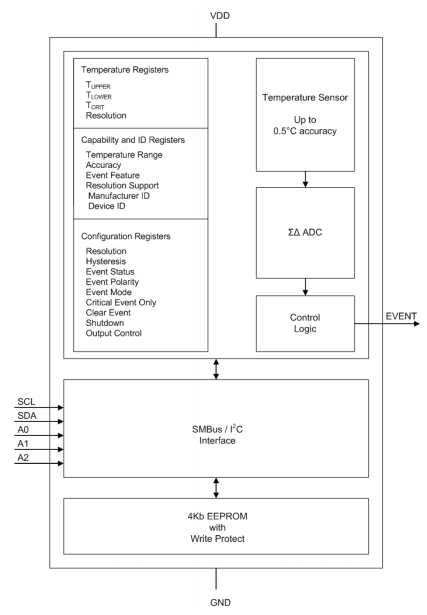 VDD
Temperature Registers
TUPPER
TLOWER
TCRIT
Resolution
Capability and ID Registers
Temperature Range
Accuracy
Event Feature
Resolution Support
Manufacturer ID
Device ID
Configuration Registers
Resolution
Hysteresis
Event Status
Event Polarity
Event Mode
Critical Event Only
Clear Event
Shutdown
Output Control
Temperature Sensor
Up to
0.5°C accuracy
ΣΔ ADC
Control
Logic
EVENT
SCL
SDA
A0
A1
A2
SMBus / I²C
Interface
4Kb EEPROM
with
Write Protect
GND